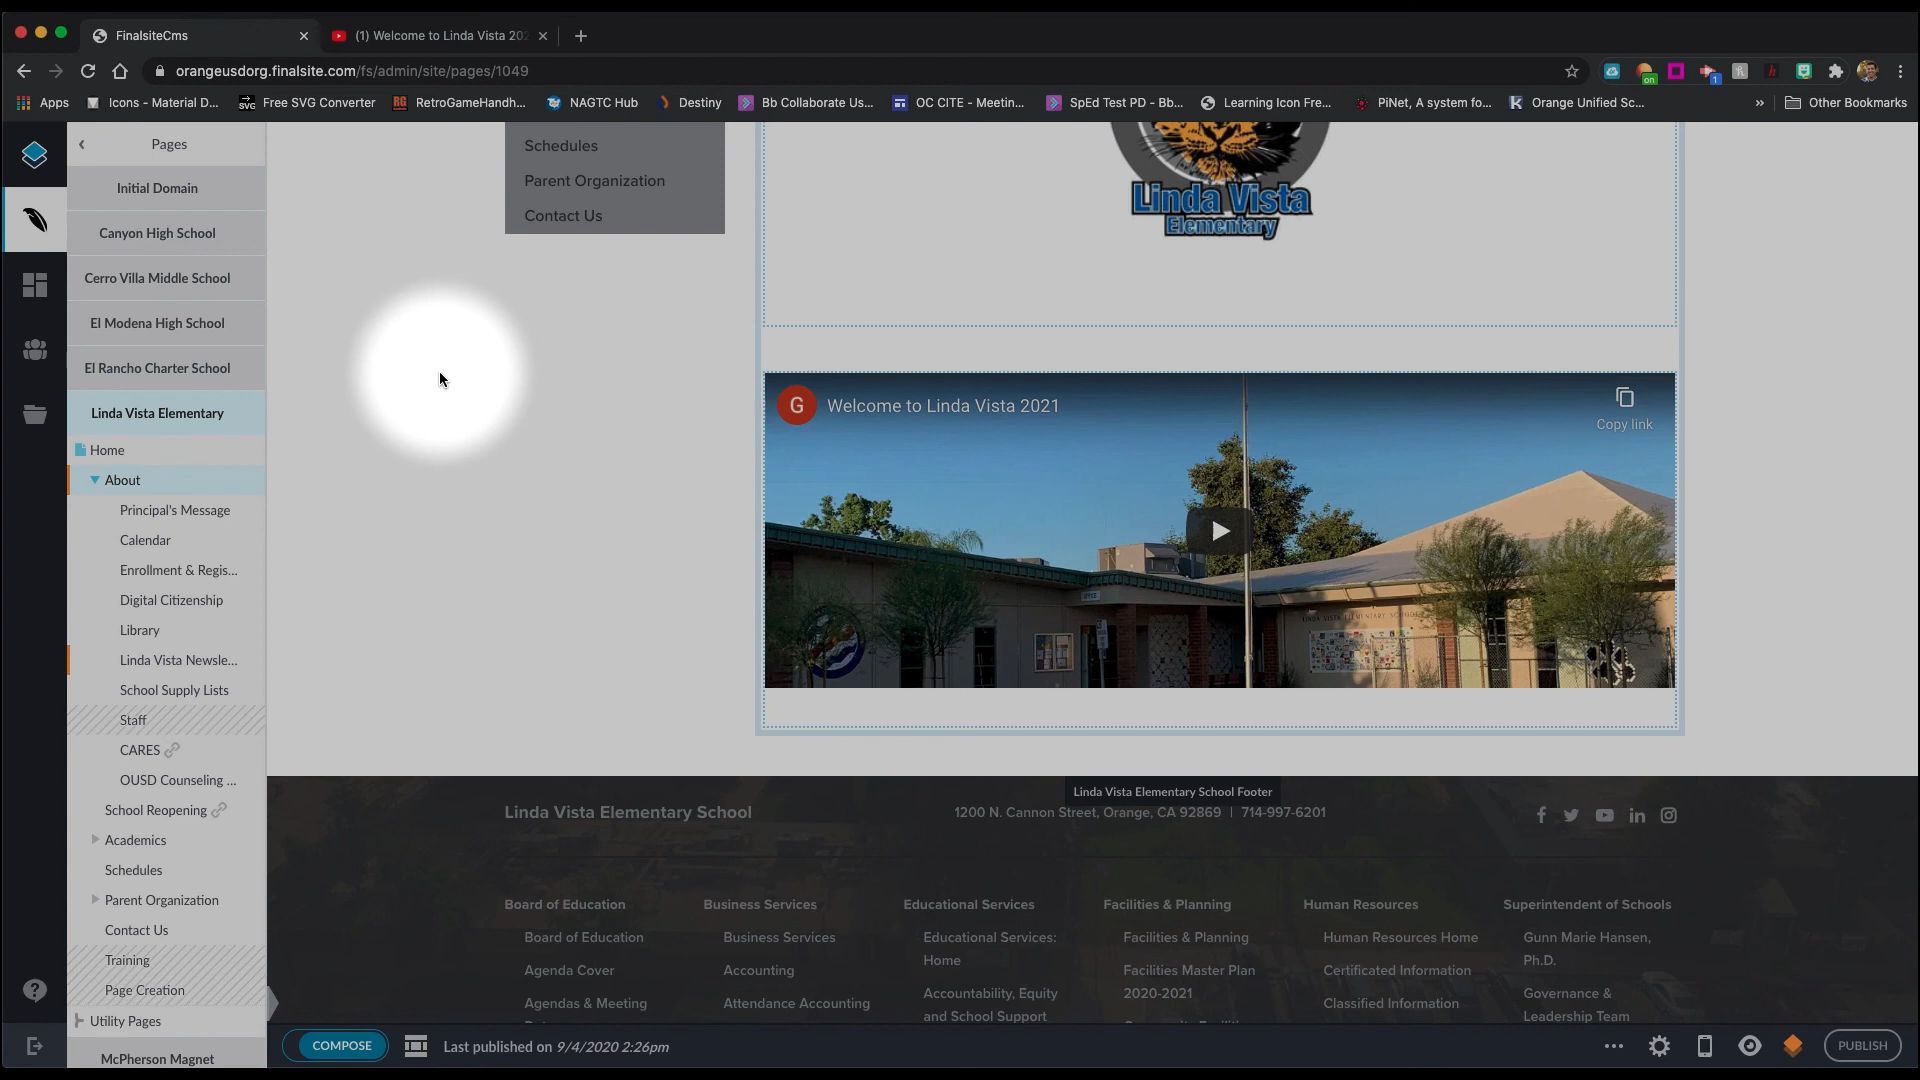 FinalsiteCms
(1) Welcome to Linda Vista 202
orangeusdorg.finalsite.com/fs/admin/site/pages/1049
on
1
Apps
Icons - Material D...
SVG
Free SVG Converter
RG
RetroGameHandh...
NAGTC Hub
Destiny
Bb Collaborate Us...
OC CITE - Meetin...
SpEd Test PD - Bb...
Learning Icon Fre...
PiNet, A system fo...
Orange Unified Sc...
»
Other Bookmarks
Pages
Initial Domain
Canyon High School
Cerro Villa Middle School
El Modena High School
El Rancho Charter School
Linda Vista Elementary
Home
About
Principal's Message
Calendar
Enrollment & Regis...
Digital Citizenship
Library
Linda Vista Newsle...
School Supply Lists
Staff
CARES
OUSD Counseling ...
School Reopening
Academics
Schedules
Parent Organization
Contact Us
Training
Page Creation
Utility Pages
McPherson Magnet
Schedules
Parent Organization
Contact Us
Linda Vista
Elementary
G
Welcome to Linda Vista 2021
Copy link
OFFICE
LINDA VISTA ELEMENTARY SCHOOL
Linda Vista Elementary School Footer
Linda Vista Elementary School
1200 N. Cannon Street, Orange, CA 92869 | 714-997-6201
Board of Education
Board of Education
Agenda Cover
Agendas & Meeting
Business Services
Business Services
Accounting
Attendance Accounting
Educational Services
Educational Services:
Home
Accountability, Equity
and School Support
Facilities & Planning
Facilities & Planning
Facilities Master Plan
2020-2021
Human Resources
Human Resources Home
Certificated Information
Classified Information
Superintendent of Schools
Gunn Marie Hansen,
Ph.D.
Governance &
Leadership Team
COMPOSE
Last published on 9/4/2020 2:26pm
PUBLISH